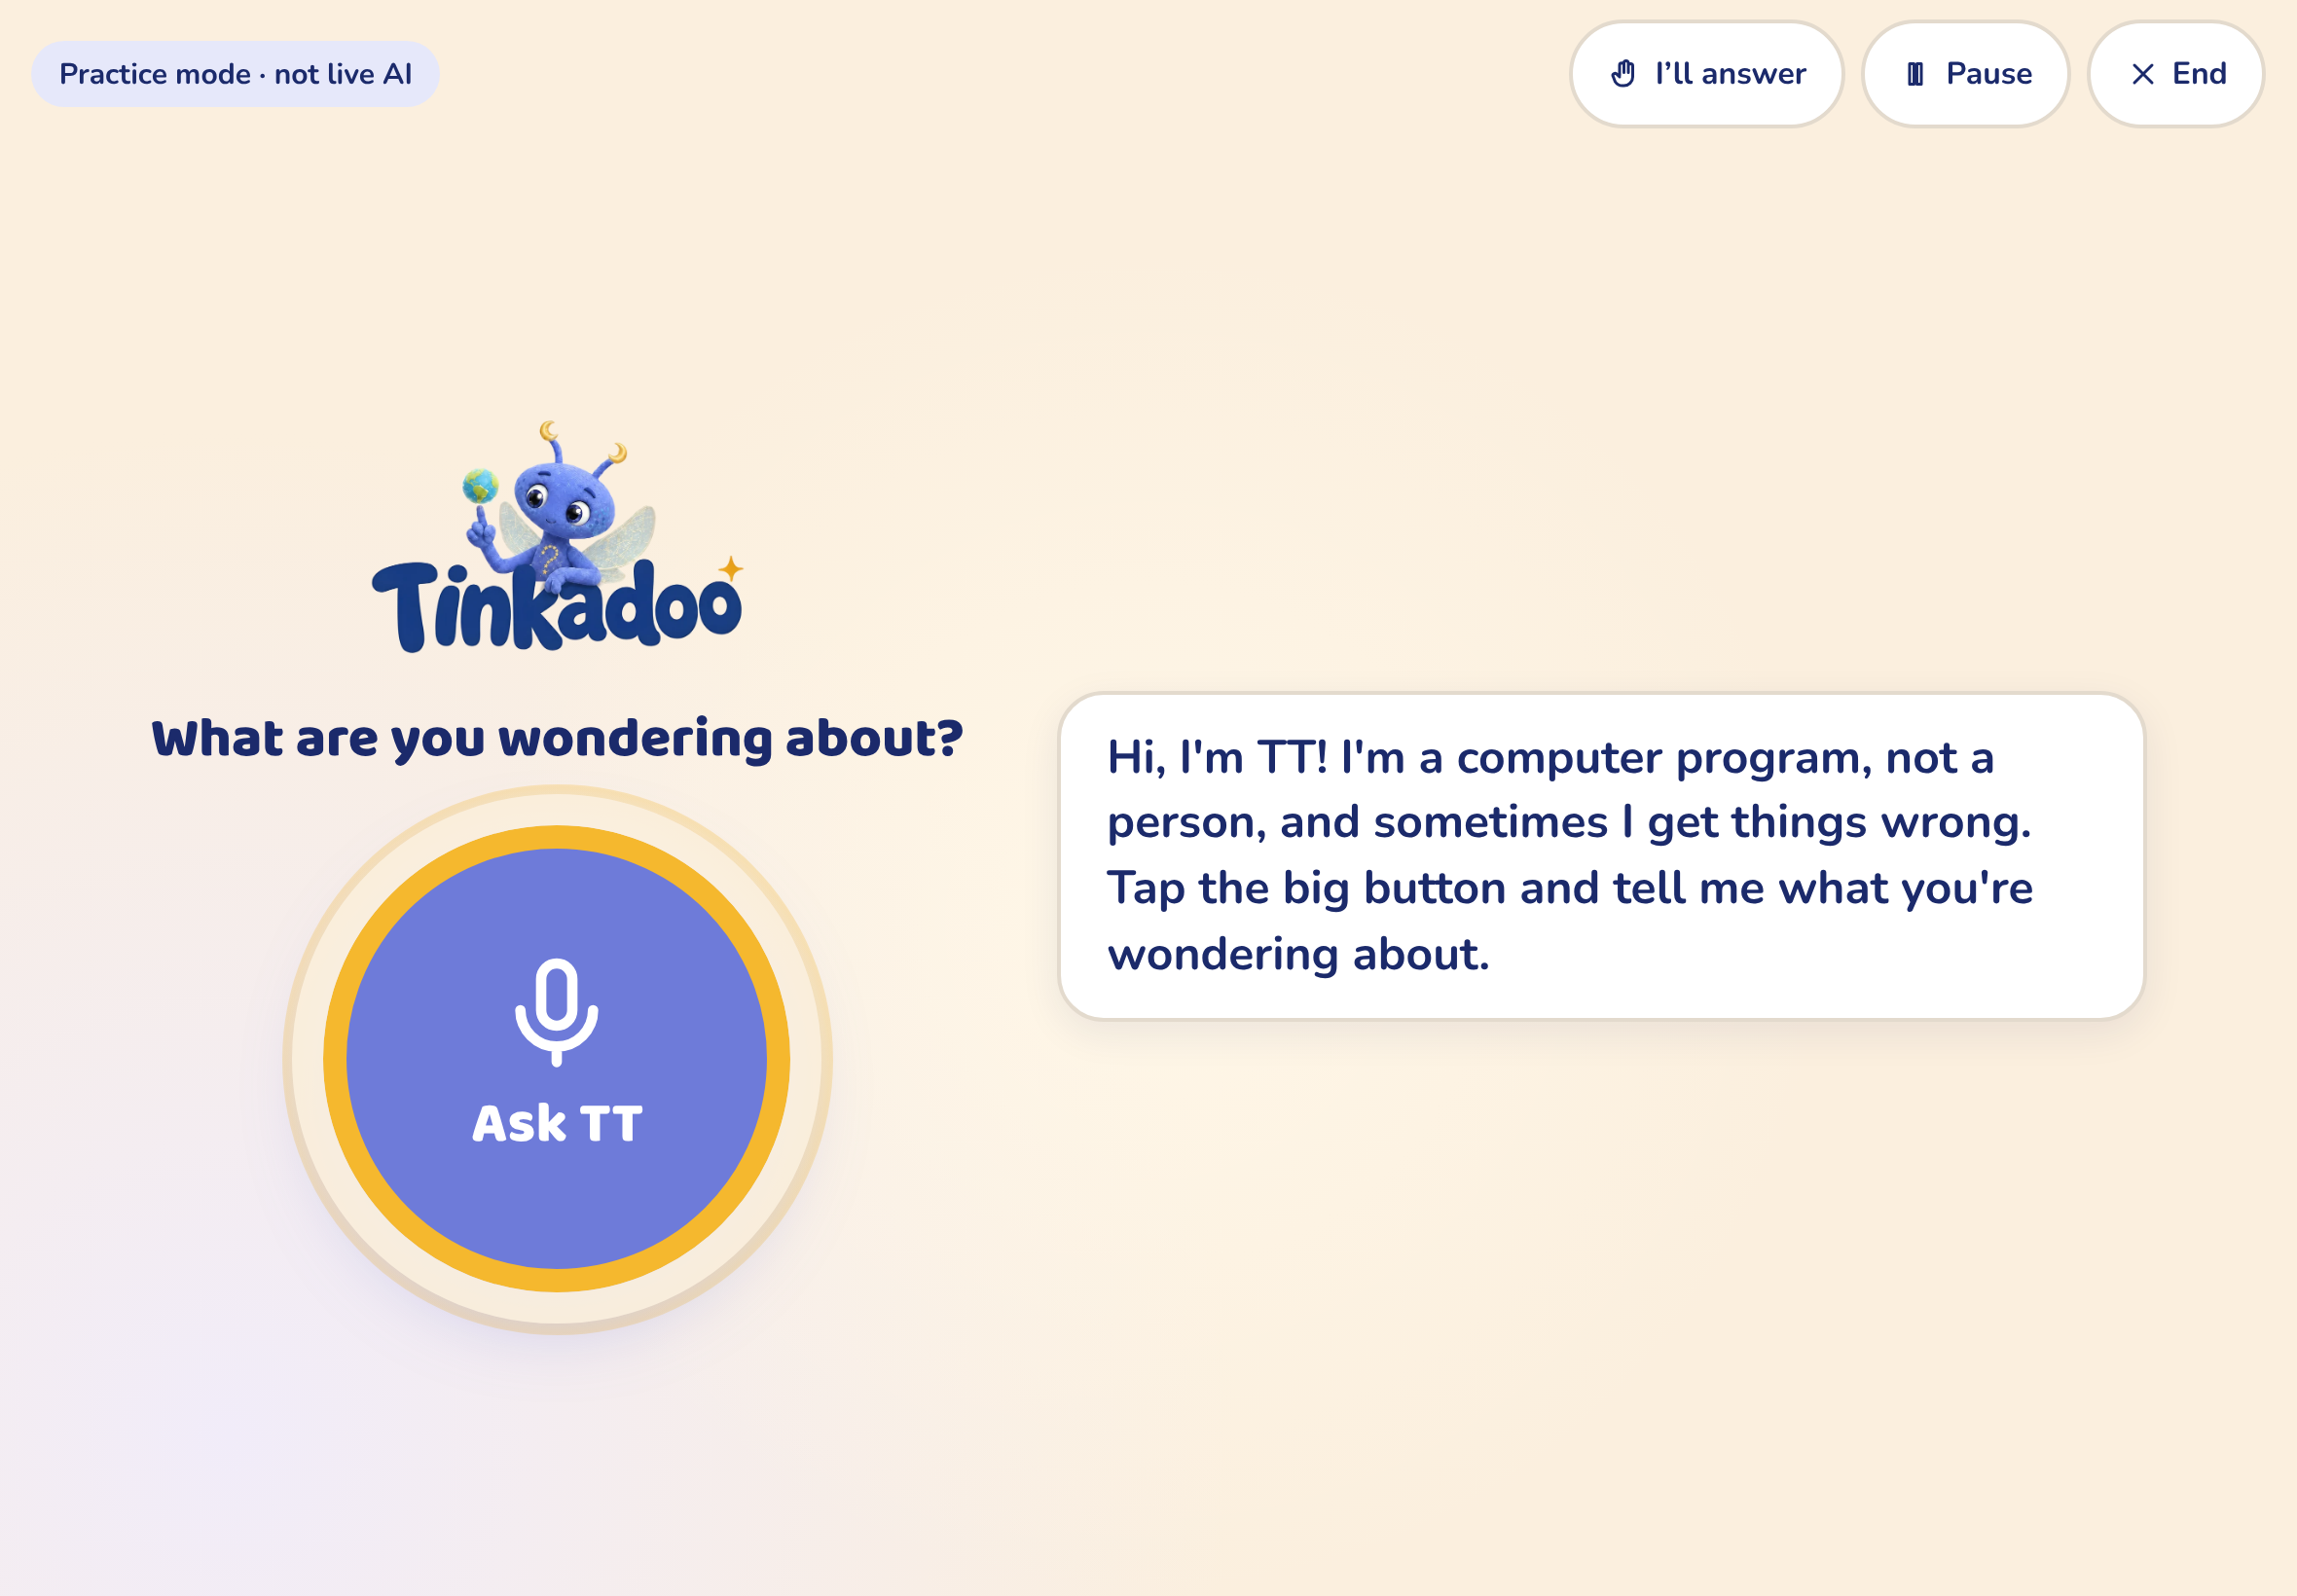 Practice mode · not live AI
I’ll answer
Pause
End
Tinkadoo
What are you wondering about?
Ask TT
Hi, I'm TT! I'm a computer program, not a
person, and sometimes I get things wrong.
Tap the big button and tell me what you're
wondering about.